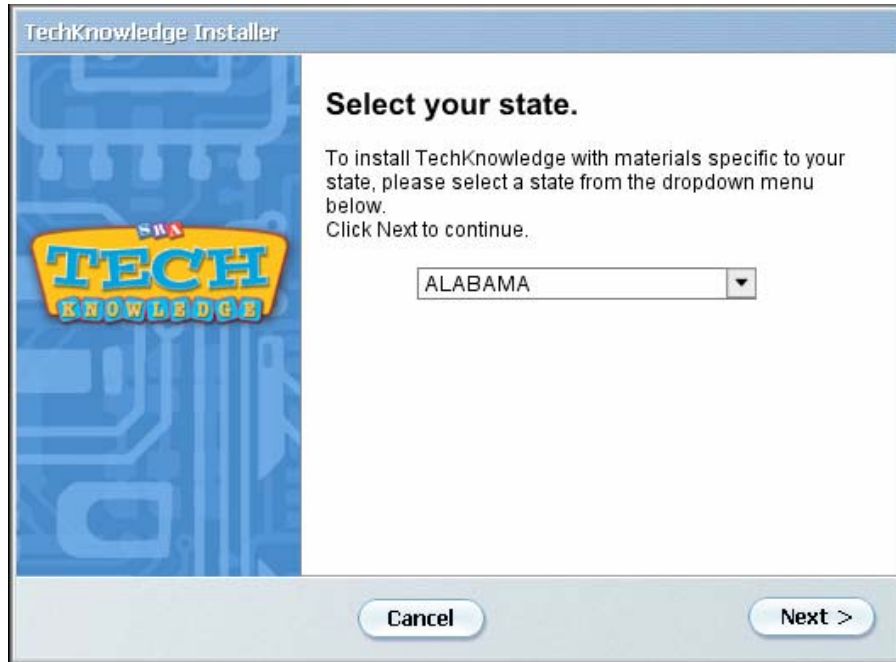 TechKnowledge Installer
SRA
TECH
KNOWLEDGE
Select your state.
To install TechKnowledge with materials specific to your
state, please select a state from the dropdown menu
below.
Click Next to continue.
ALABAMA
Cancel
Next >